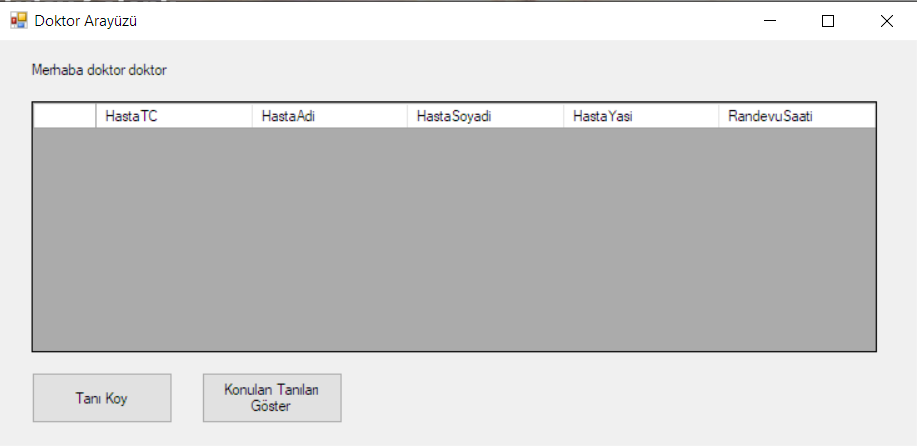 Doktor Arayüzü
Merhaba doktor doktor
HastaTC HastaAdi HastaSoyadi HastaYasi RandevuSaati
Tanı Koy
Konulan Tanıları
Göster